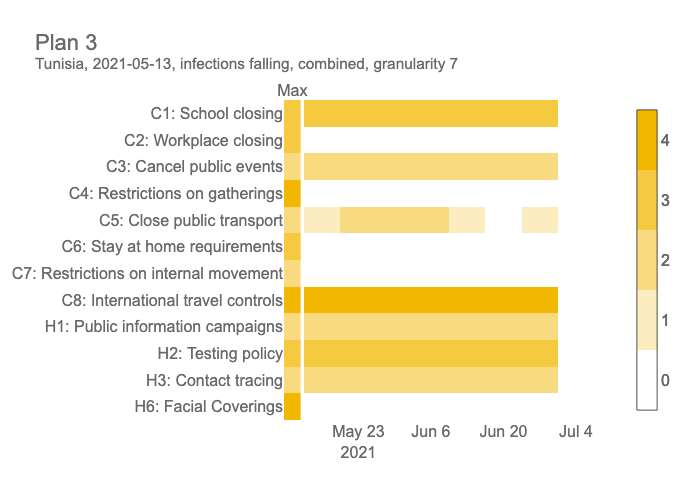 Plan 3
Tunisia, 2021-05-13, infections falling, combined, granularity 7
Max
C1: School closing
C2: Workplace closing
C3: Cancel public events
C4: Restrictions on gatherings
C5: Close public transport
C6: Stay at home requirements
C7: Restrictions on internal movement
C8: International travel controls
H1: Public information campaigns
H2: Testing policy
H3: Contact tracing
H6: Facial Coverings
May 23 Jun 6 Jun 20 Jul 4
2021
4
3
2
1
0